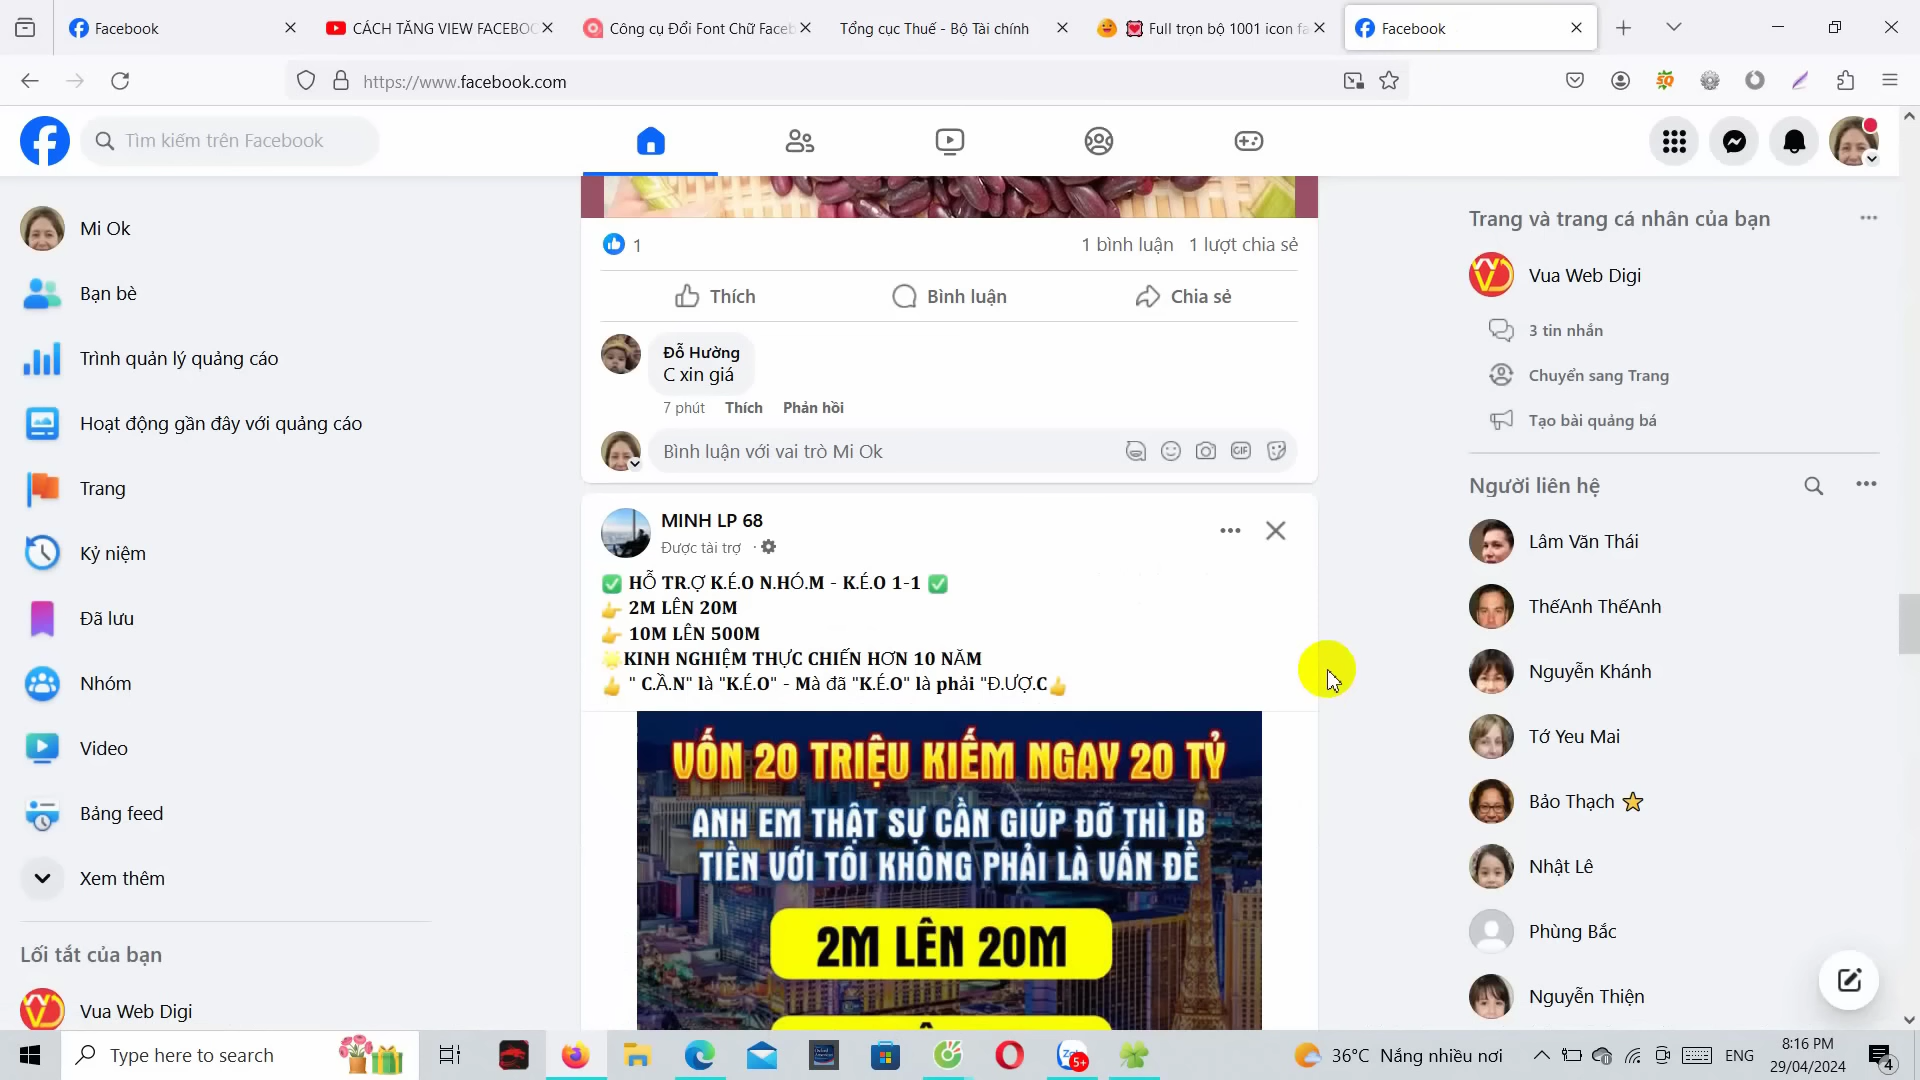 Facebook
CÁCH TĂNG VIEW FACEBOO
Công cụ Đổi Font Chữ Faceb
Tổng cục Thuế - Bộ Tài chính
Full trọn bộ 1001 icon fa
Facebook
https://www.facebook.com
Tìm kiếm trên Facebook
Mi Ok
Bạn bè
Trình quản lý quảng cáo
Hoạt động gần đây với quảng cáo
Trang
Kỷ niệm
Đã lưu
Nhóm
Video
Bảng feed
Xem thêm
Lối tắt của bạn
Vua Web Digi
1
1 bình luận 1 lượt chia sẻ
Thích
Bình luận
Chia sẻ
Đỗ Hường
C xin giá
7 phút Thích Phản hồi
Bình luận với vai trò Mi Ok
GIF
MINH LP 68
Được tài trợ ·
✅ HỖ TR.Ợ K.É.O N.HÓ.M - K.É.O 1-1 ✅
👉 2M LÊN 20M
👉 10M LÊN 500M
🌟KINH NGHIỆM THỰC CHIẾN HƠN 10 NĂM
👍 " C.Ầ.N" là "K.É.O" - Mà đã "K.É.O" là phải "Đ.ƯỢ.C👍
VỐN 20 TRIỆU KIẾM NGAY 20 TỶ
ANH EM THẬT SỰ CẦN GIÚP ĐỠ THÌ IB
TIỀN VỚI TÔI KHÔNG PHẢI LÀ VẤN ĐỀ
2M LÊN 20M
Trang và trang cá nhân của bạn
Vua Web Digi
3 tin nhắn
Chuyển sang Trang
Tạo bài quảng bá
Người liên hệ
Lâm Văn Thái
ThếAnh ThếAnh
Nguyễn Khánh
Tớ Yeu Mai
Bảo Thạch ⭐
Nhật Lê
Phùng Bắc
Nguyễn Thiện
Type here to search
5+
36°C Nắng nhiều nơi
ENG
8:16 PM
29/04/2024
4